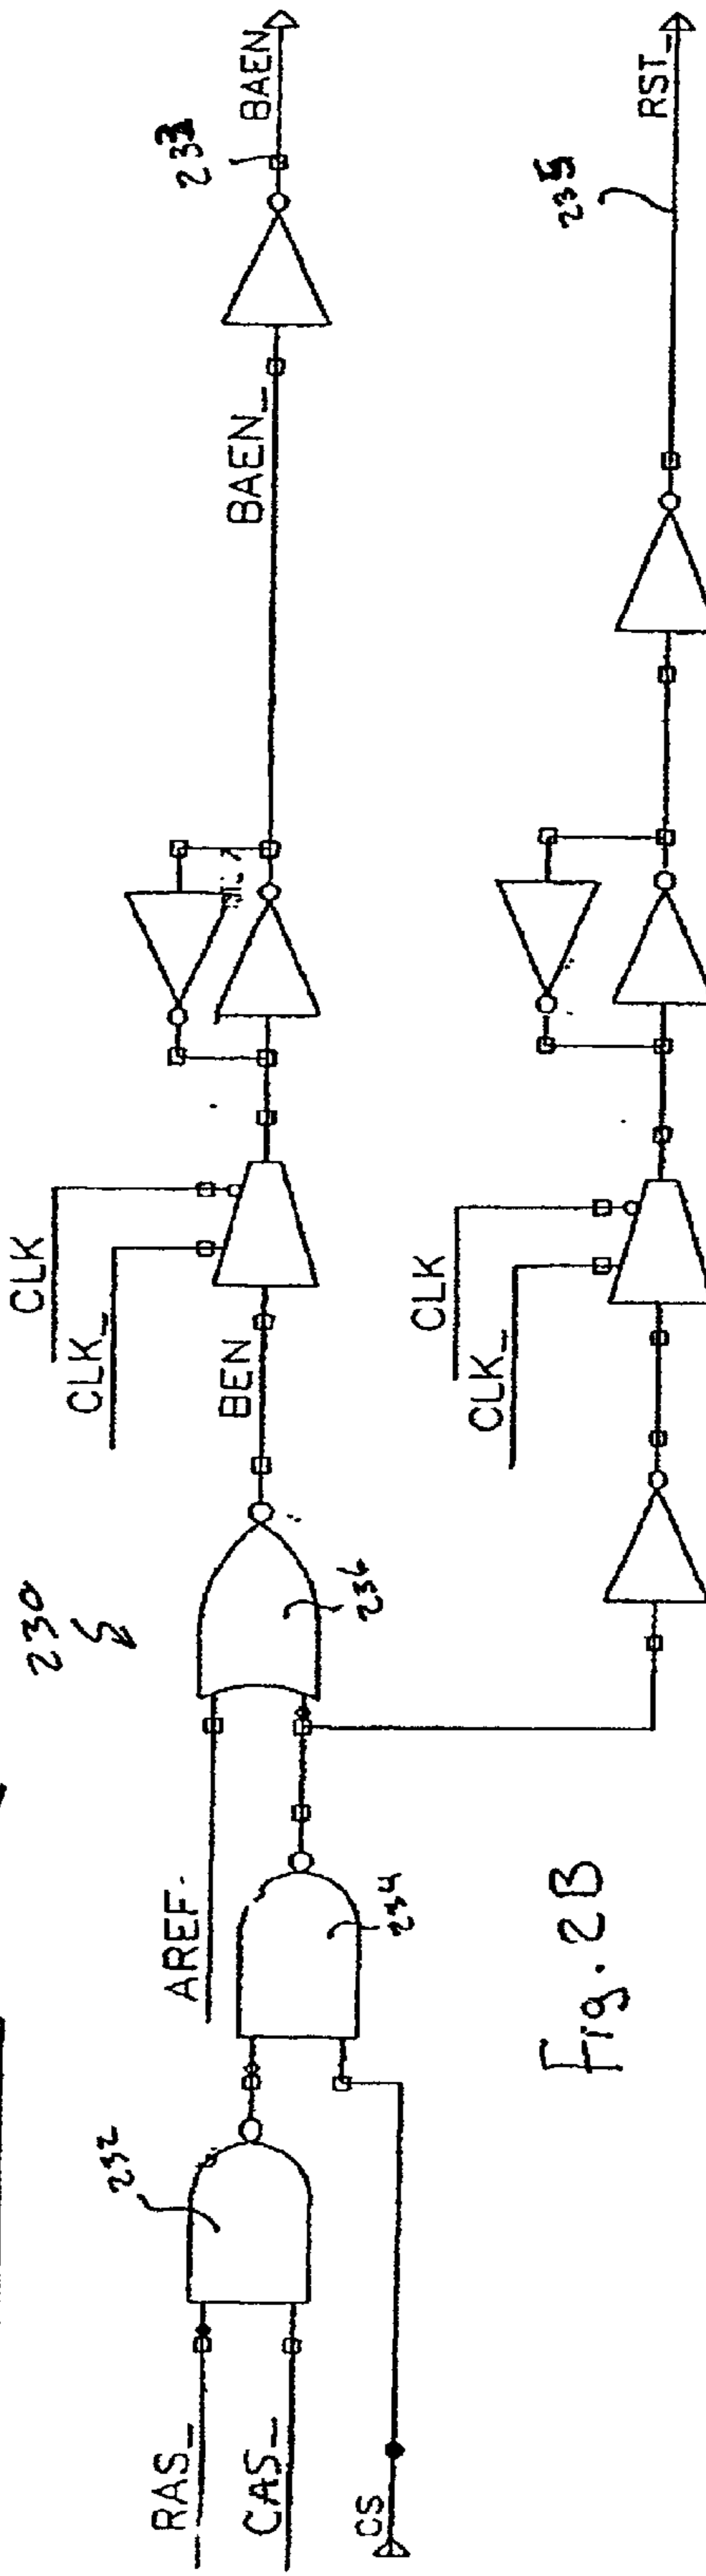 230
RAS_
CAS_
CS
232
234
AREF
236
BEN
CLK
CLK_
BAEN_
233
BAEN
CLK
CLK_
235
RST_
Fig. 2B